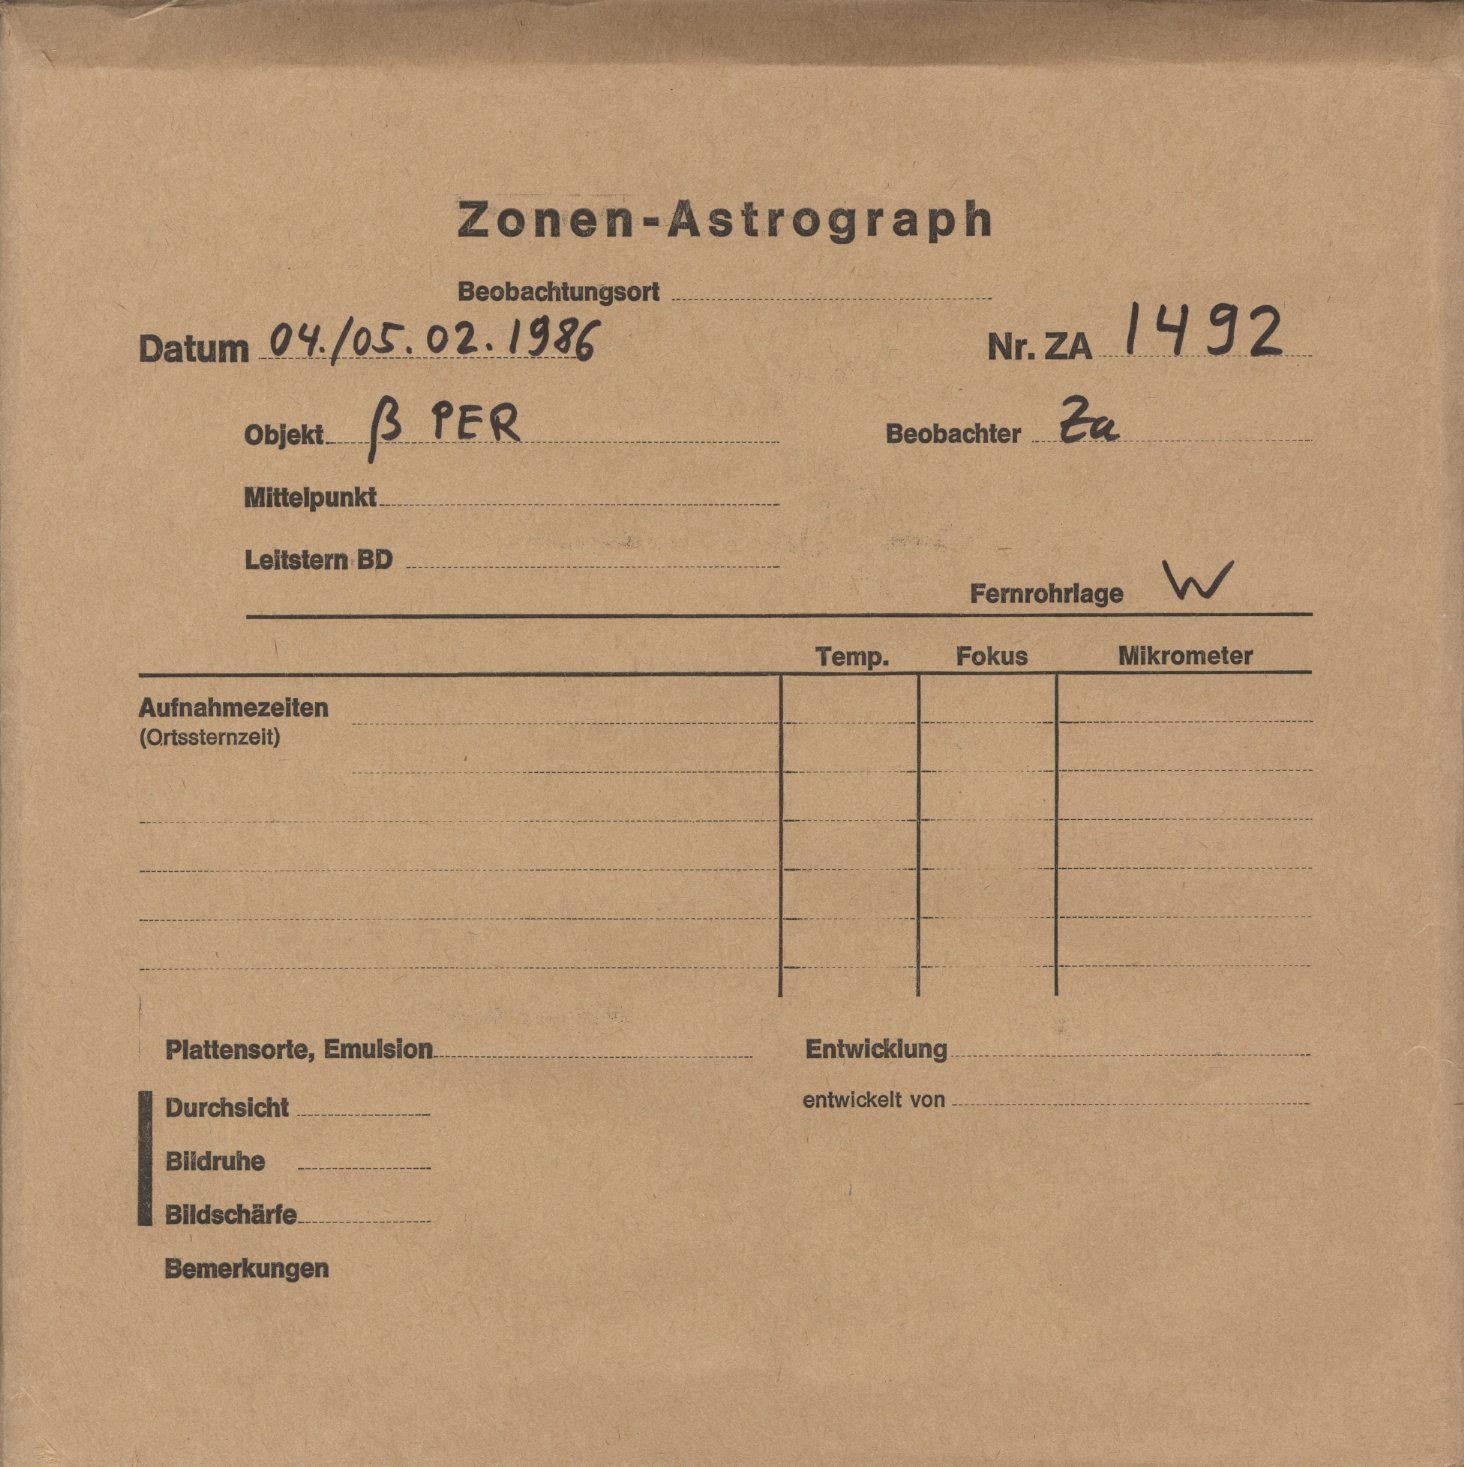 Zonen-Astrograph
Beobachtungsort
Datum 04./05.02.1986 Nr. ZA 1492
Objekt β PER Beobachter Za
Mittelpunkt
Leitstern BD
Fernrohrlage W
Temp. Fokus Mikrometer
Aufnahmezeiten
(Ortssternzeit)
Plattensorte, Emulsion Entwicklung
Durchsicht entwickelt von
Bildruhe
Bildschärfe
Bemerkungen